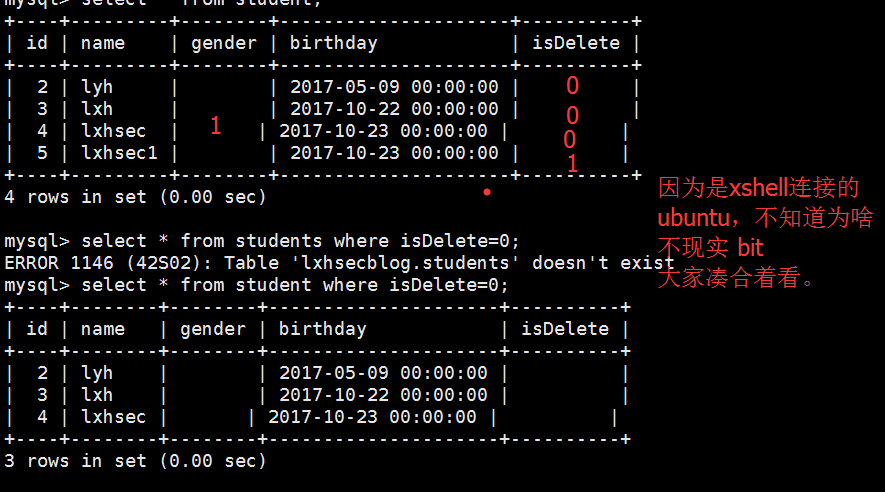 mysql> select * from student;
+----+---------+--------+---------------------+----------+
| id | name    | gender | birthday            | isDelete |
+----+---------+--------+---------------------+----------+
|  2 | lyh     |        | 2017-05-09 00:00:00 | 0        |
|  3 | lxh     |        | 2017-10-22 00:00:00 | 0        |
|  4 | lxhsec  | 1      | 2017-10-23 00:00:00 | 0        |
|  5 | lxhsec1 |        | 2017-10-23 00:00:00 | 1        |
+----+---------+--------+---------------------+----------+
4 rows in set (0.00 sec)
因为是xshell连接的
ubuntu，不知道为啥
不现实 bit
大家凑合着看。
mysql> select * from students where isDelete=0;
ERROR 1146 (42S02): Table 'lxhsecblog.students' doesn't exist
mysql> select * from student where isDelete=0;
+----+--------+--------+---------------------+----------+
| id | name   | gender | birthday            | isDelete |
+----+--------+--------+---------------------+----------+
|  2 | lyh    |        | 2017-05-09 00:00:00 |          |
|  3 | lxh    |        | 2017-10-22 00:00:00 |          |
|  4 | lxhsec |        | 2017-10-23 00:00:00 |          |
+----+--------+--------+---------------------+----------+
3 rows in set (0.00 sec)